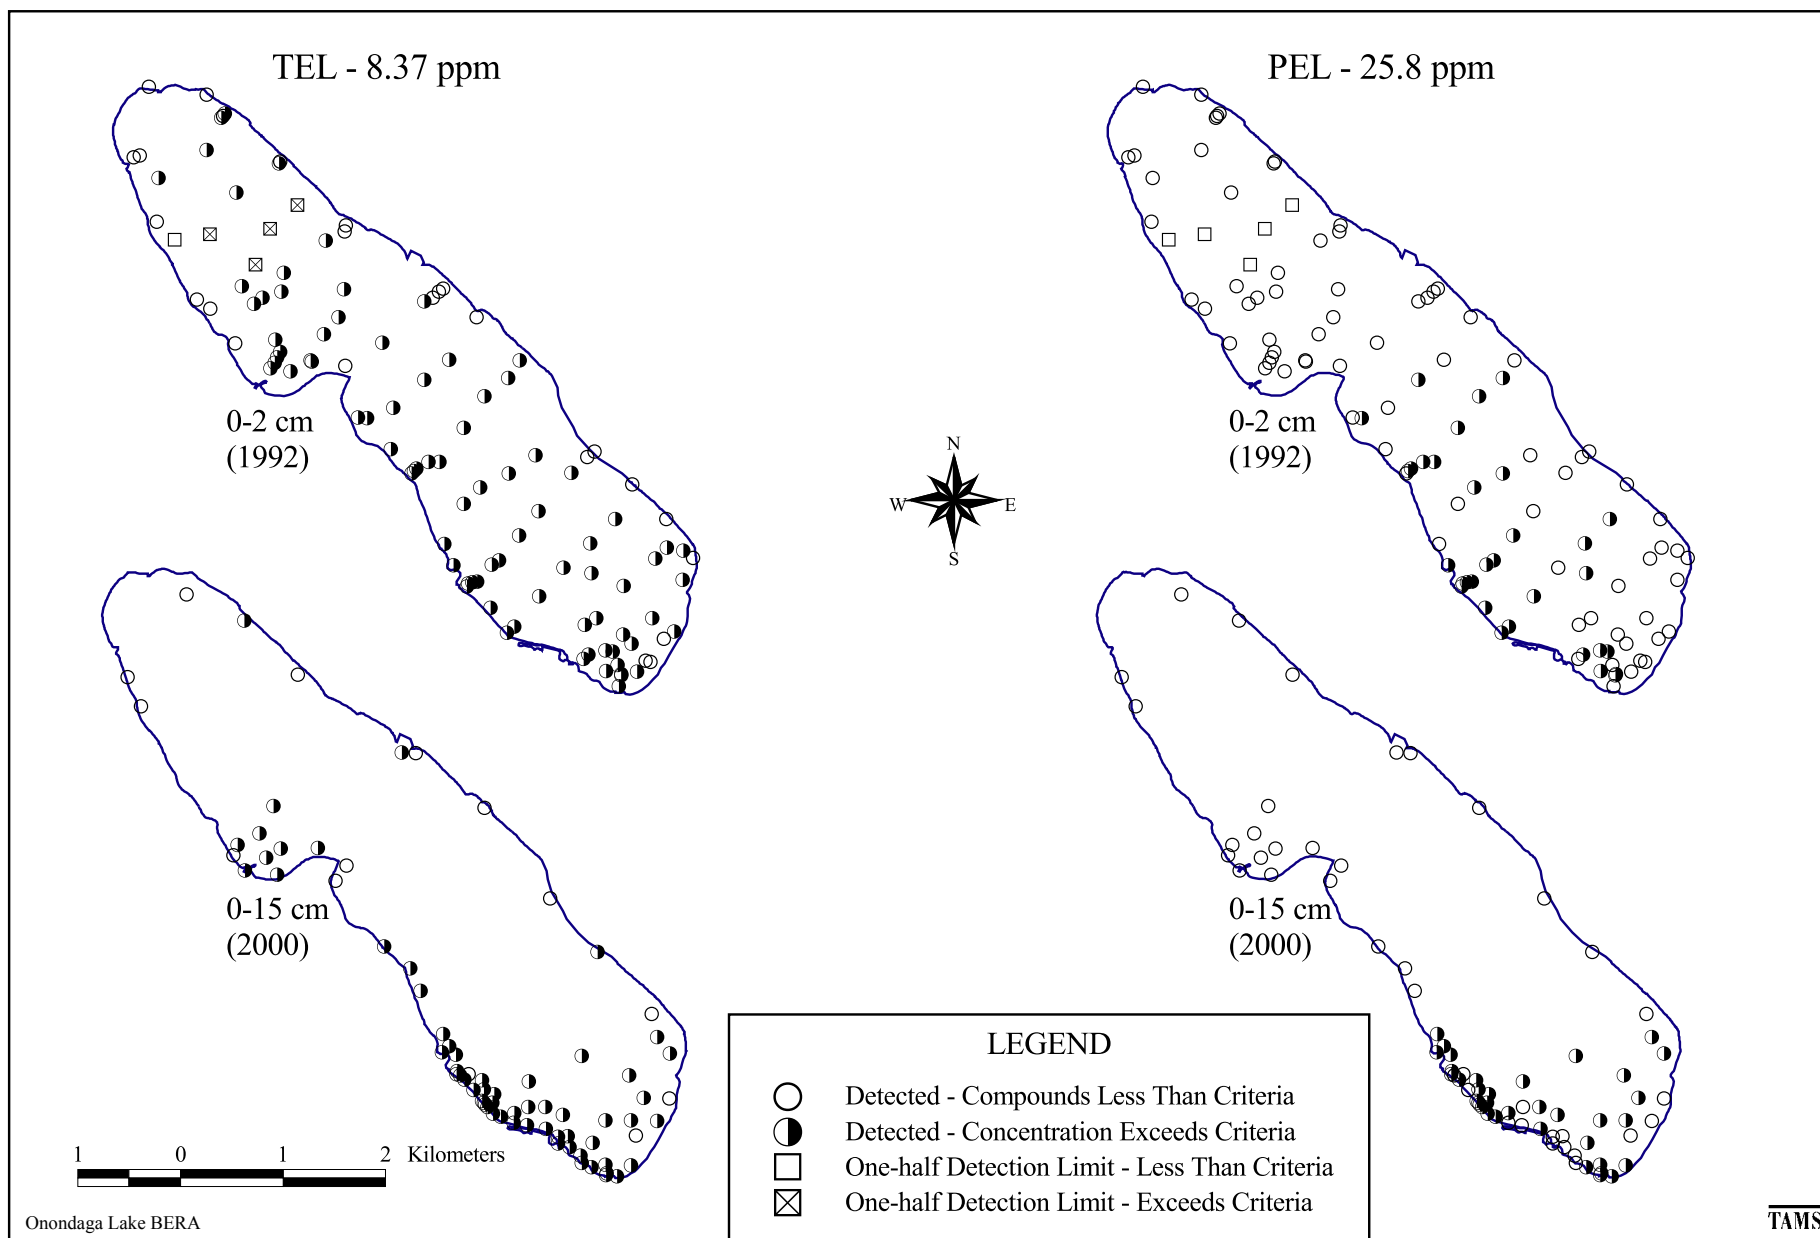 TEL - 8.37 ppm
PEL - 25.8 ppm
0-2 cm
(1992)
0-2 cm
(1992)
N
W
E
S
0-15 cm
(2000)
0-15 cm
(2000)
LEGEND
Detected - Compounds Less Than Criteria
Detected - Concentration Exceeds Criteria
One-half Detection Limit - Less Than Criteria
One-half Detection Limit - Exceeds Criteria
1 0 1 2 Kilometers
Onondaga Lake BERA
TAMS